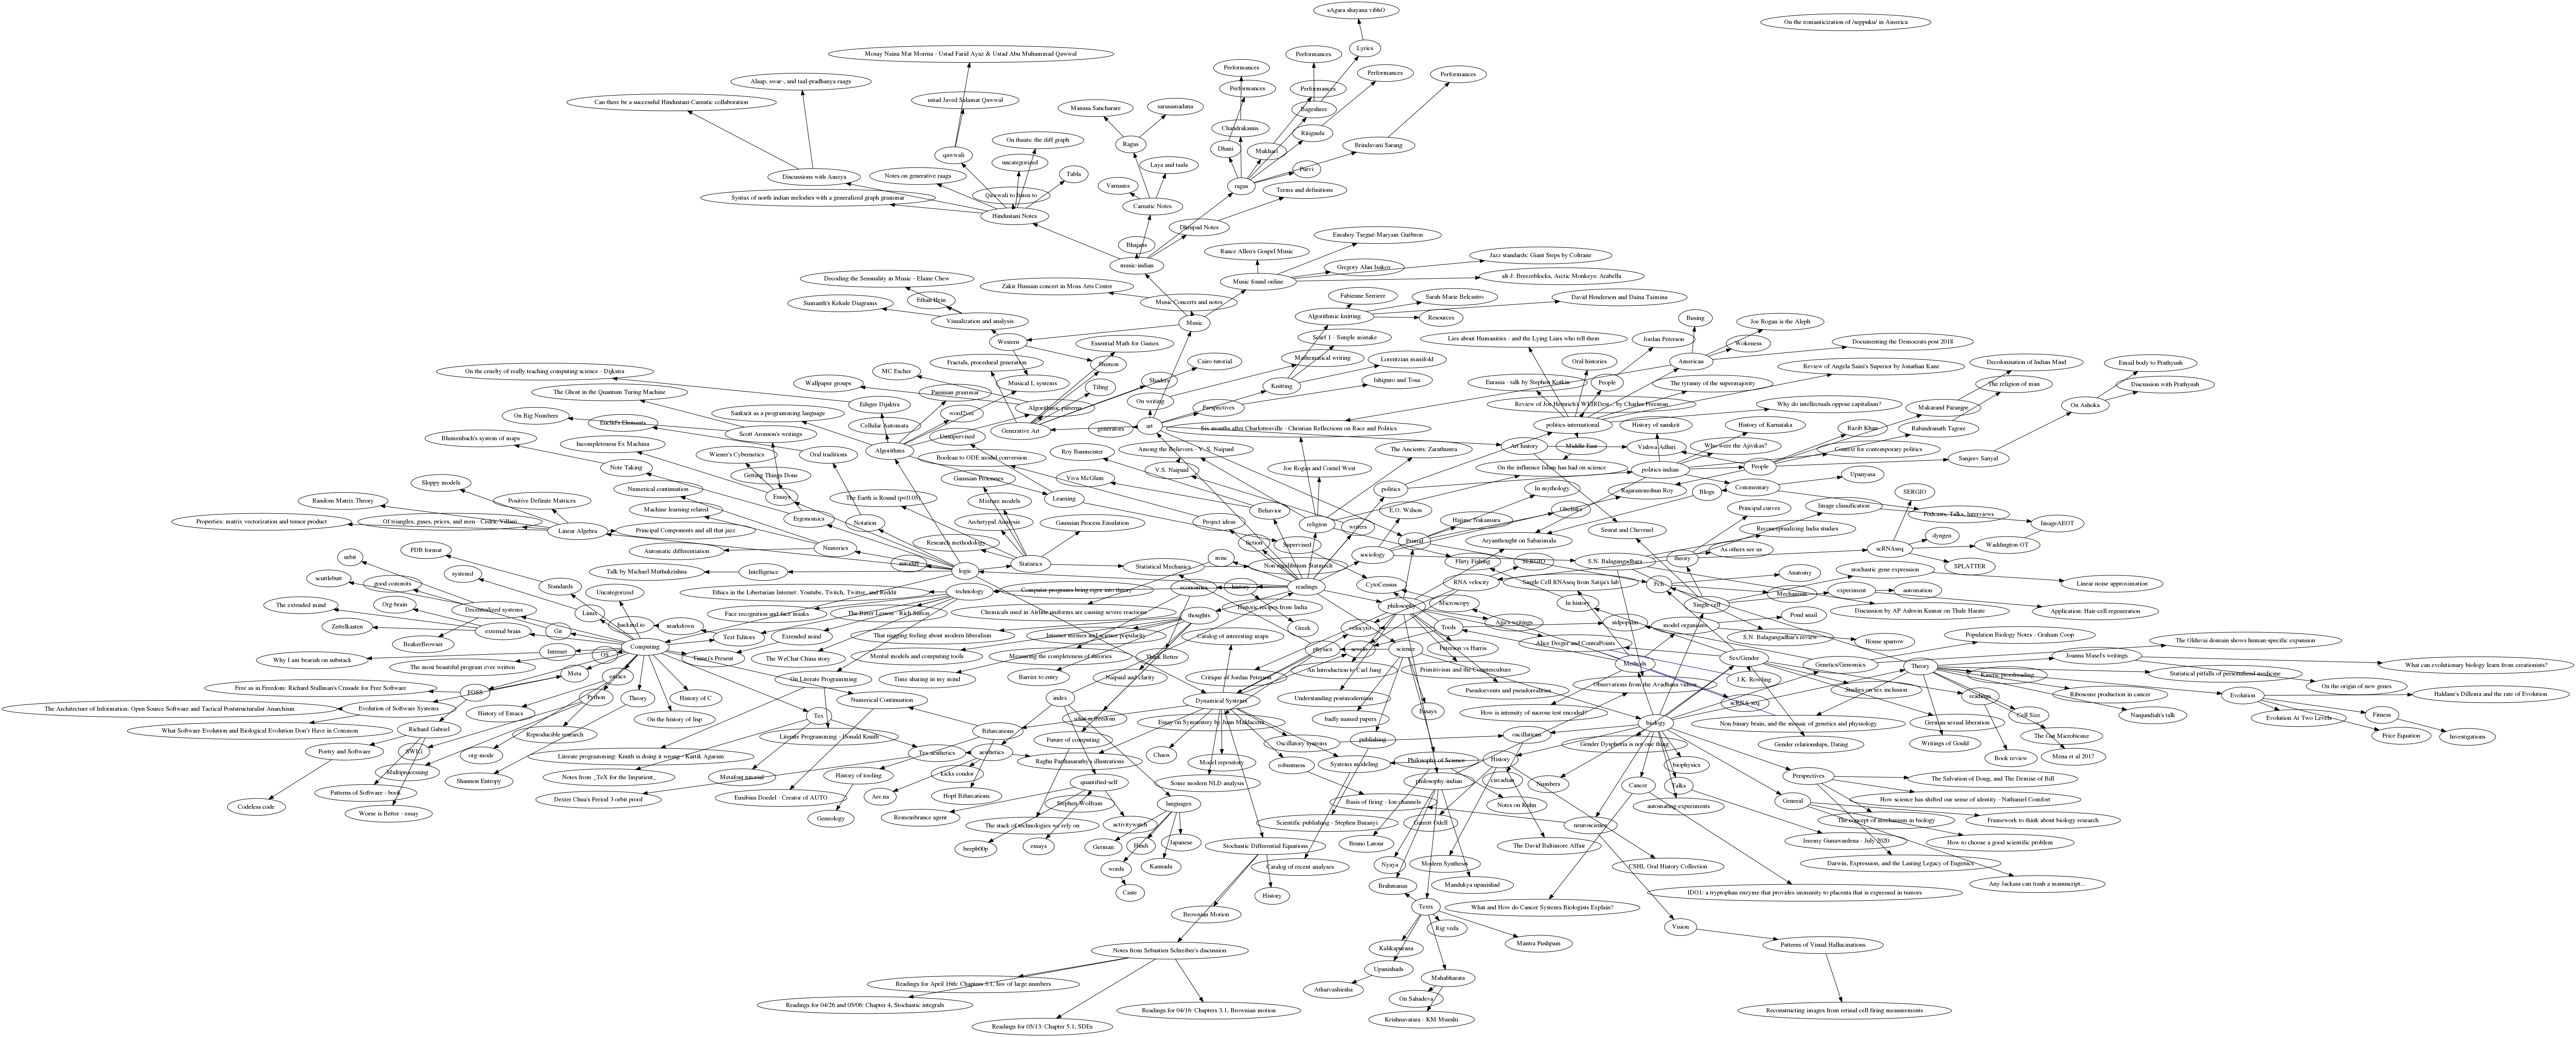 sAgara shayana vibhO
On the romanticization of /seppuku/ in America
Lyrics
Mosay Naina Mat Morma - Ustad Farid Ayaz & Ustad Abu Muhammad Qawwal
Performances
Performances
Performances
Performances
Alaap, swar-, and taal-pradhanya raags
Performances
Performances
Can there be a successful Hindustani-Carnatic collaboration
ustad Javed Salamat Qawwal
Manasa Sancharare
sarasamadana
Bageshree
Chandrakauns
Ritigaula
On thaats: the diff graph
Ragas
Dhani
Mukhari
Brindavani Sarang
qawwali
uncategorized
Laya and taala
Purvi
Discussions with Ameya
Notes on generative raags
Tabla
Varnams
ragas
Terms and definitions
Syntax of north indian melodies with a generalized graph grammar
Qawwali to listen to
Carnatic Notes
Hindustani Notes
Dhrupad Notes
Bhajans
Emahoy Tsegué-Maryam Guèbrou
music-indian
Rance Allen's Gospel Music
Jazz standards: Giant Steps by Coltrane
Gregory Alan Isakov
alt-J: Breezeblocks, Arctic Monkeys: Arabella
Decoding the Sensuality in Music - Elaine Chew
Zakir Hussain concert in Moss Arts Center
Music found online
Ethan Hein
Sumanth's Kekule Diagrams
Music Concerts and notes
Fabienne Serriere
Sarah-Marie Belcastro
David Henderson and Daina Taimina
Visualization and analysis
Music
Algorithmic knitting
Resources
Busing
Joe Rogan is the Aleph
Western
Essential Math for Games
Scarf 1 - Simple mistake
Lies about Humanities - and the Lying Liars who tell them
Jordan Peterson
Wokeness
Documenting the Democrats post 2018
Fractals, procedural generation
Shimon
Cairo tutorial
Mathematical writing
Lorentzian manifold
Oral histories
American
Review of Angela Saini's Superior by Jonathan Kane
Decolonisation of Indian Mind
Email body to Prathyush
On the cruelty of really teaching computing science - Dijkstra
MC Escher
Wallpaper groups
Musical L systems
Shaders
Tiling
Knitting
Ishiguro and Tosa
Eurasia - talk by Stephen Kotkin
People
The tyranny of the supermajority
The religion of man
Discussion with Prathyush
The Ghost in the Quantum Turing Machine
Paninian grammar
Edsger Dijsktra
word2vec
Algorithmic patterns
On writing
Perspectives
Review of Joe Henrich's WEIRDest... by Charles Freeman
Why do intellectuals oppose capitalism?
Makarand Paranjpe
On Ashoka
On Big Numbers
Sanksrit as a programming language
Euclid's Elements
Cellular Automata
Generative Art
generators
art
Six months after Charlottesville - Christian Reflections on Race and Politics
politics-international
History of sanskrit
History of Karnataka
Razib Khan
Rabindranath Tagore
Blumenbach's system of maps
Incompleteness Ex Machina
Scott Aronson's writings
Unsupervised
Algorithms
Roy Baumeister
Among the Believers - V. S. Naipaul
Art history
Middle East
Vishwa Adluri
Who were the Ajivikas?
Context for contemporary politics
Wiener's Cybernetics
Oral traditions
Boolean to ODE model conversion
The Ancients: Zarathustra
On the influence Islam has had on science
politics-indian
People
Sanjeev Sanyal
Note Taking
Getting Things Done
Gaussian Processes
V.S. Naipaul
Joe Rogan and Cornel West
Upanyasa
Sloppy models
Numerical continuation
Essays
Learning
Viva McGlam
politics
In mythology
Rajarammohun Roy
Blogs
Commentary
SERGIO
Random Matrix Theory
Positive Definite Matrices
The Earth is Round (p<0.05)
Mixture models
Machine learning related
Behavior
E.O. Wilson
Obelisks
Principal curves
Image classification
Podcasts, Talks, Interviews
Properties: matrix vectorization and tensor product
Of triangles, gases, prices, and men - Cedric Villani
Ergonomics
Notation
Archetypal Analysis
Gaussian Process Emulation
Project ideas
religion
writers
Hajime Nakamura
Seurat and Chevruel
Reconceptualizing India studies
ImageAEOT
Linear Algebra
Principal Components and all that jazz
Research methodology
fiction
Supervised
Primal
Aryanthought on Sabarimala
dyngen
urbit
PDB format
Automatic differentiation
Numerics
autodiff
Statistics
misc
sociology
Flirty Fishing
S.N. Balagangadhara
theory
As others see us
scRNAseq
Waddington-OT
scuttlebutt
systemd
Talk by Michael Muthukrishna
Intelligence
logic
Statistical Mechanics
Non equilibrium Statmech
SERGIO
SPLATTER
good commits
Standards
CytoCensus
RNA velocity
Single Cell RNAseq from Satija's lab
Fcli
Anatomy
stochastic gene expression
Linear noise approximation
The extended mind
Org-brain
Uncategorized
Ethics in the Libertarian Internet: Youtube, Twitch, Twitter, and Reddit
technology
Computer programs bring rigor into theory
economics
history
readings
Mechanism
experiment
automation
Zettelkasten
Decentralized systems
Linux
Face recognition and face masks
The Bitter Lesson - Rich Sutton
Chemicals used in Airline uniforms are causing severe reactions
Historic recipes from India
philosophy
Microscopy
In history
Single cell
Discussion by AP Ashwin Kumar on Thale Harate
Application: Hair-cell regeneration
external brain
hackmd.io
markdown
thoughts
Pond snail
BeakerBrowser
Git
Text Editors
Extended mind
That nagging feeling about modern liberalism
Internet memes and science popularity
Greek
velocyto
Tools
Agar's writings
stdpopsim
model organisms
S.N. Balagangadhar's review
House sparrow
Internet
Computing
Catalog of interesting maps
Alice Dreger and ContraPoints
Population Biology Notes - Graham Coop
The Olduvai domain shows human-specific expansion
Why I am bearish on substack
OS
Timei's Present
The WeChat-China story
Mental models and computing tools
Measuring the completeness of theories
Think Better
physics
scvelo
science
Peterson vs Harris
Methods
Sex/Gender
Genetics/Genomics
Joanna Masel's writings
What can evolutionary biology learn from creationists?
The most beautiful program ever written
Meta
emacs
On Literate Programming
Time sharing in my mind
Barrier to entry
Naipaul and clarity
Critique of Jordan Peterson
An Introduction to Carl Jung
Primitivism and the Counterculture
J.K. Rowling
Theory
Kinetic proofreading
Statistical pitfalls of personalized medicine
Free as in Freedom: Richard Stallman's Crusade for Free Software
FOSS
Python
Theory
History of C
Numerical Continuation
index
Dynamical Systems
Understanding postmodernism
Pseudoevents and pseudorealities
Observations from the Avadhana videos
Studies on Sex inclusion
readings
Ribosome production in cancer
Evolution
On the origin of new genes
Haldane's Dillema and the rate of Evolution
The Architecture of Information: Open Source Software and Tactical Poststructuralist Anarchism
Evolution of Software Systems
History of Emacs
On the history of lisp
Tex
what is freedom
Essay on Symmetery by Juan Maldacena
badly named papers
Essays
How is intensity of sucrose test encoded?
scRNA seq
Non binary brain, and the mosaic of genetics and physiology
German sexual liberation
Cell Size
Nanjundiah's talk
Evolution At Two Levels
Fitness
What Software Evolution and Biological Evolution Don't Have in Common
Richard Gabriel
Reproducible research
Literate Programming - Donald Knuth
Bifurcations
Future of computing
Oscillatory systems
publishing
oscillations
biology
Gender relationships, Dating
Writings of Gould
The Gut Microbiome
Price Equation
Investigations
Poetry and Software
SWIG
org-mode
Literate programming: Knuth is doing it wrong - Kartik Agaram
Tex aesthetics
aesthetics
Raghu Parthasarathy's illustrations
Chaos
Model repository
robustness
Systems modeling
Philosophy of Science
History
Gender Dysphoria is not one thing
biophysics
Book review
Mena et al 2017
Multiprocessing
Shannon Entropy
Notes from _TeX for the Impatient_
Metafont tutorial
History of tooling
kicks condor
quantified-self
Some modern NLD analysis
philosophy-indian
circadian
Numbers
Cancer
Talks
Perspectives
The Salvation of Doug, and The Demise of Bill
Codeless code
Patterns of Software - book
Dexter Chua's Period 3 orbit proof
Eusibius Doedel - Creator of AUTO
Are.na
Hopf Bifurcations
Stephen Wolfram
languages
Basis of firing - Ion channels
Notes on Kuhn
automating-experiments
General
How science has shifted our sense of identity - Nathaniel Comfort
Worse is Better - essay
Geneology
Remembrance agent
The stack of technologies we rely on
activitywatch
Scientific publishing - Stephen Buranyi
Garrett Odell
neuroscience
The concept of mechanism in biology
Framework to think about biology research
beepb00p
essays
German
Hindi
Japanese
Stochastic Differential Equations
Bruno Latour
The David Baltimore Affair
Jeremy Gunawardena - July 2020
How to choose a good scientific problem
Kannada
Catalog of recent analyses
Nyaya
Modern Synthesis
CSHL Oral History Collection
Darwin, Expression, and the Lasting Legacy of Eugenics
words
Brahmanas
Mandukya upanishad
Any Jackass can trash a manuscript...
Caste
History
IDO1: a tryptophan enzyme that provides immunity to placenta that is expressed in tumors
Brownian Motion
Texts
What and How do Cancer Systems Biologists Explain?
Rig veda
Vision
Notes from Sebastien Schreiber's discussion
Kalikapurana
Mantra Pushpam
Patterns of Visual Hallucinations
Upanishads
Readings for April 16th: Chapters 3.1, law of large numbers
Mahabharata
Atharvashirsha
Readings for 04/26 and 05/06: Chapter 4, Stochastic integrals
On Sahadeva
Readings for 04/16: Chapters 3.1, Brownian motion
Krishnavatara - KM Munshi
Reconstructing images from retinal cell firing measurements
Readings for 05/13: Chapter 5.1, SDEs